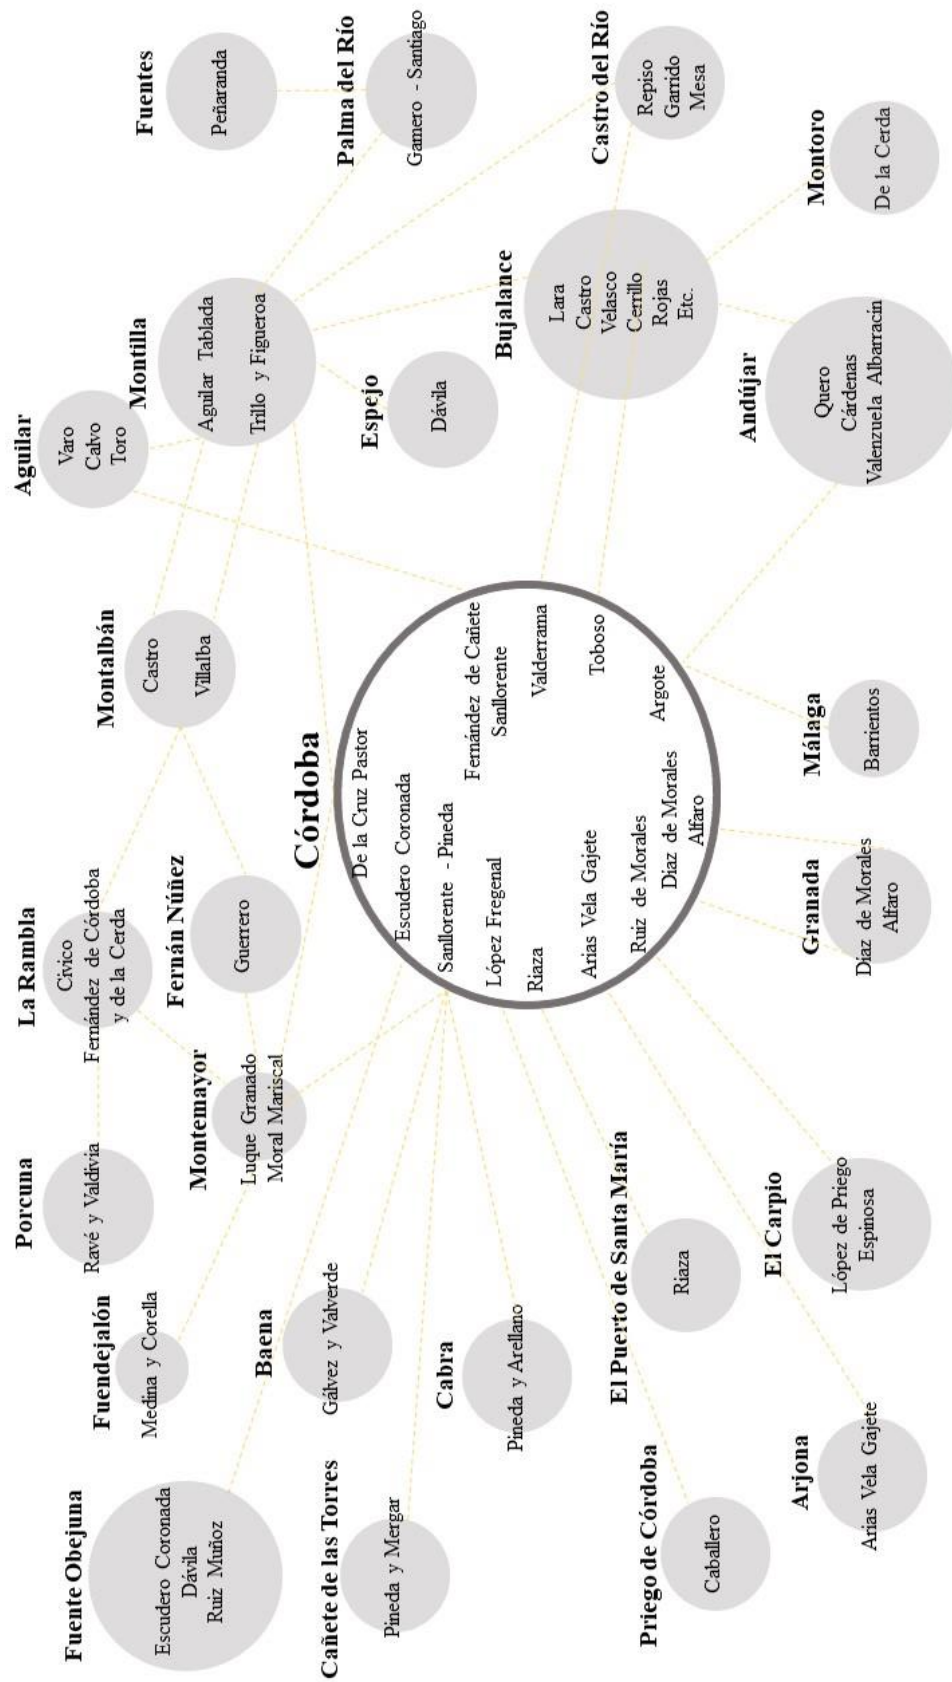 Fuente Obejuna
Escudero Coronada
Dávila
Ruiz Muñoz
Fuendejalón
Medina y Corella
Porcuna
Ravé y Valdivia
La Rambla
Cívico
Fernández de Córdoba
y de la Cerda
Montalbán
Castro
Villalba
Aguilar
Varo
Calvo
Toro
Montilla
Aguilar Tablada
Trillo y Figueroa
Fuentes
Peñaranda
Montemayor
Luque Granado
Moral Mariscal
Fernán Núñez
Guerrero
Baena
Gálvez y Valverde
Cañete de las Torres
Pineda y Mergar
Cabra
Pineda y Arellano
Córdoba
De la Cruz Pastor
Escudero Coronada
Sanllorente - Pineda
Fernández de Cañete
Sanllorente
López Fregenal
Riaza
Valderrama
Arias Vela Gajete
Toboso
Ruiz de Morales
Argote
Diaz de Morales
Alfaro
Espejo
Dávila
Palma del Río
Gamero - Santiago
Bujalance
Lara
Castro
Velasco
Cerrillo
Rojas
Etc.
Castro del Río
Repiso
Garrido
Mesa
Priego de Córdoba
Caballero
El Puerto de Santa María
Riaza
Arjona
Arias Vela Gajete
El Carpio
López de Priego
Espinosa
Granada
Díaz de Morales
Alfaro
Málaga
Barrientos
Andújar
Quero
Cárdenas
Valenzuela Albarracín
Montoro
De la Cerda